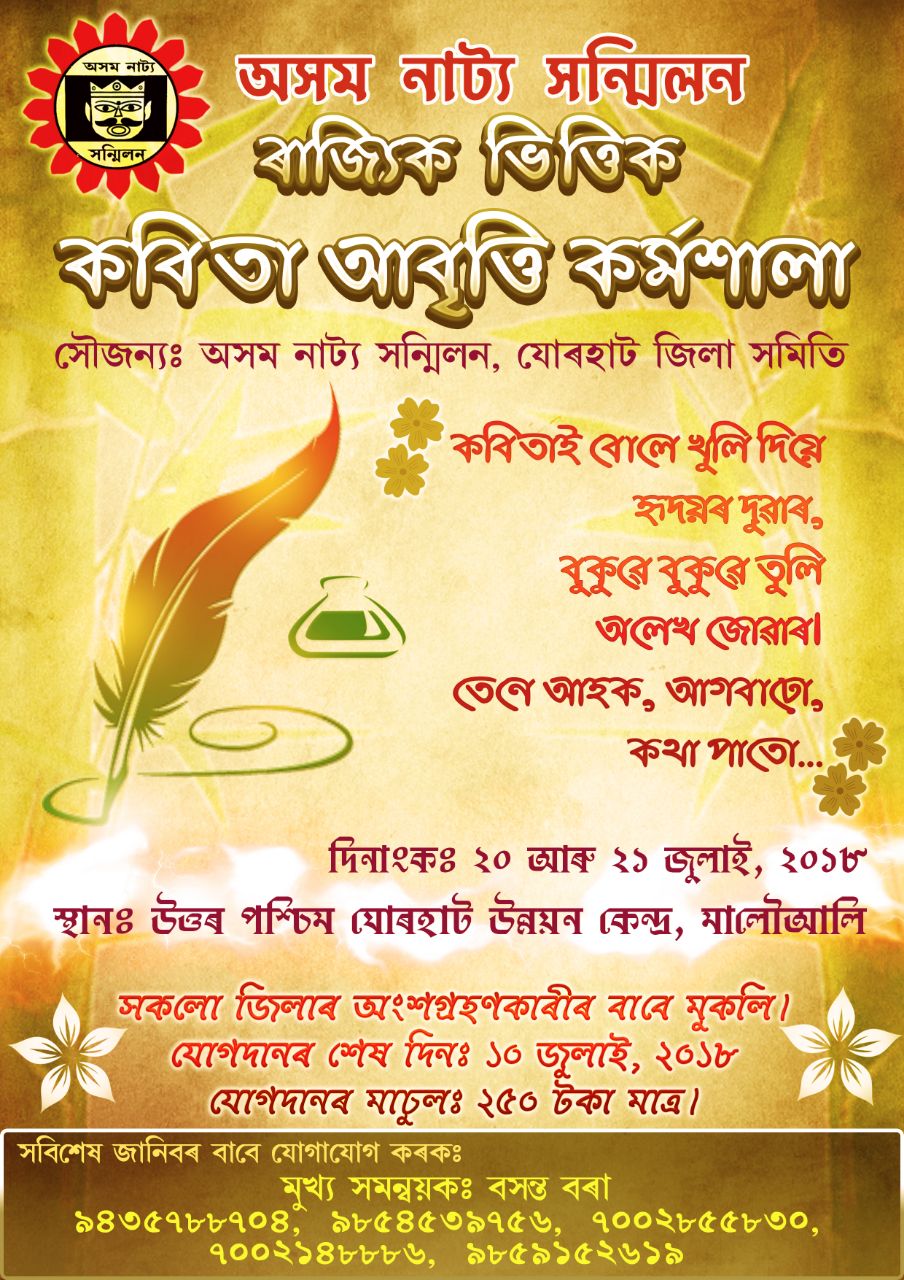 অসম নাট্য
সন্মিলন
অসম নাট্য সন্মিলন
ৰাজ্যিক ভিত্তিক
কবিতা আবৃত্তি কৰ্মশালা
সৌজন্যঃ অসম নাট্য সন্মিলন, যোৰহাট জিলা সমিতি
কবিতাই বোলে খুলি দিয়ে
হৃদয়ৰ দুৱাৰ,
বুকুৱে বুকুৱে তুলি
অলেখ জোৱাৰ।
তেনে আহক, আগবাঢ়ো,
কথা পাতো...
দিনাংকঃ ২০ আৰু ২১ জুলাই, ২০১৮
স্থানঃ উত্তৰ পশ্চিম যোৰহাট উন্নয়ন কেন্দ্ৰ, মালৌআলি
সকলো জিলাৰ অংশগ্ৰহণকাৰীৰ বাবে মুকলি।
যোগদানৰ শেষ দিনঃ ১০ জুলাই, ২০১৮
যোগদানৰ মাচুলঃ ২৫০ টকা মাত্ৰ।
সবিশেষ জানিবৰ বাবে যোগাযোগ কৰকঃ
মুখ্য সমন্বয়কঃ বসন্ত বৰা
৯৪৩৫৭৮৮৭০৪, ৯৮৫৪৫৩৯৭৫৬, ৭০০২৮৫৫৮৩০,
৭০০২১৪৮৮৮৬, ৯৮৫৯১৫২৬১৯